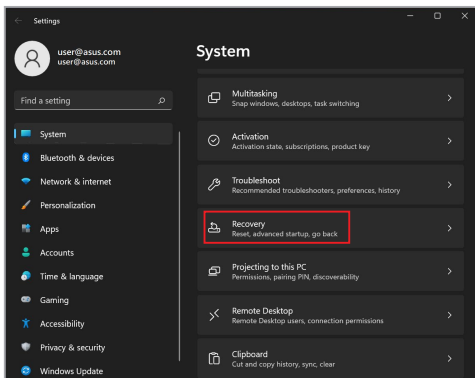 Settings
user@asus.com
user@asus.com
Find a setting
System
Bluetooth & devices
Network & internet
Personalization
Apps
Accounts
Time & language
Gaming
Accessibility
Privacy & security
Windows Update
System
Multitasking
Snap windows, desktops, task switching
Activation
Activation state, subscriptions, product key
Troubleshoot
Recommended troubleshooters, preferences, history
Recovery
Reset, advanced startup, go back
Projecting to this PC
Permissions, pairing PIN, discoverability
Remote Desktop
Remote Desktop users, connection permissions
Clipboard
Cut and copy history, sync, clear